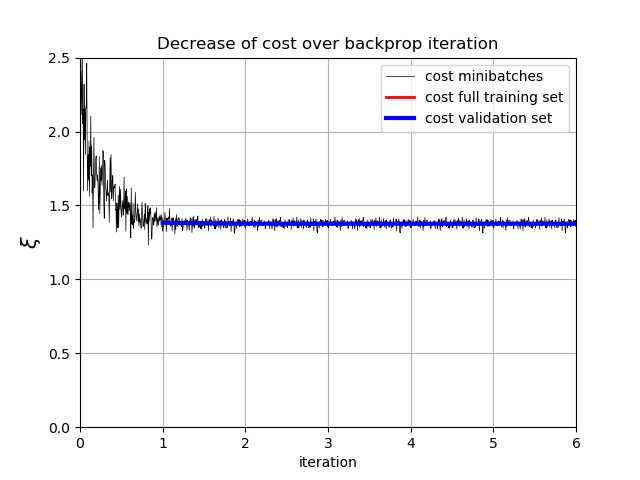 Decrease of cost over backprop iteration
2.5
2.0
1.5
1.0
0.5
0.0
ξ
cost minibatches
cost full training set
cost validation set
0 1 2 3 4 5 6
iteration